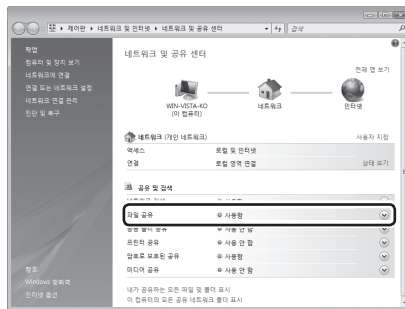 제어판 ▸ 네트워크 및 인터넷 ▸ 네트워크 및 공유 센터
검색
작업
컴퓨터 및 장치 보기
네트워크에 연결
연결 또는 네트워크 설정
네트워크 연결 관리
진단 및 복구
네트워크 및 공유 센터
전체 맵 보기
WIN-VISTA-KO
(이 컴퓨터)
네트워크
인터넷
네트워크 (개인 네트워크)
사용자 지정
액세스
로컬 및 인터넷
연결
로컬 영역 연결
상태 보기
공유 및 검색
파일 공유
사용함
공용 폴더 공유
사용 안 함
프린터 공유
사용 안 함
암호로 보호된 공유
사용 안 함
미디어 공유
사용 안 함
내가 공유하는 모든 파일 및 폴더 표시
이 컴퓨터의 모든 공유 네트워크 폴더 표시
참조
Windows 방화벽
인터넷 옵션